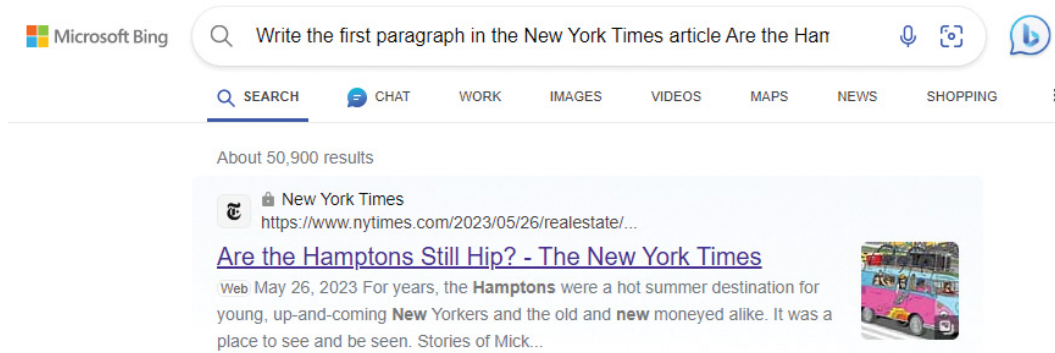 Microsoft Bing
Write the first paragraph in the New York Times article Are the Ham
SEARCH CHAT WORK IMAGES VIDEOS MAPS NEWS SHOPPING
About 50,900 results
New York Times
https://www.nytimes.com/2023/05/26/realestate/...
Are the Hamptons Still Hip? - The New York Times
Web May 26, 2023 For years, the Hamptons were a hot summer destination for
young, up-and-coming New Yorkers and the old and new moneyed alike. It was a
place to see and be seen. Stories of Mick...